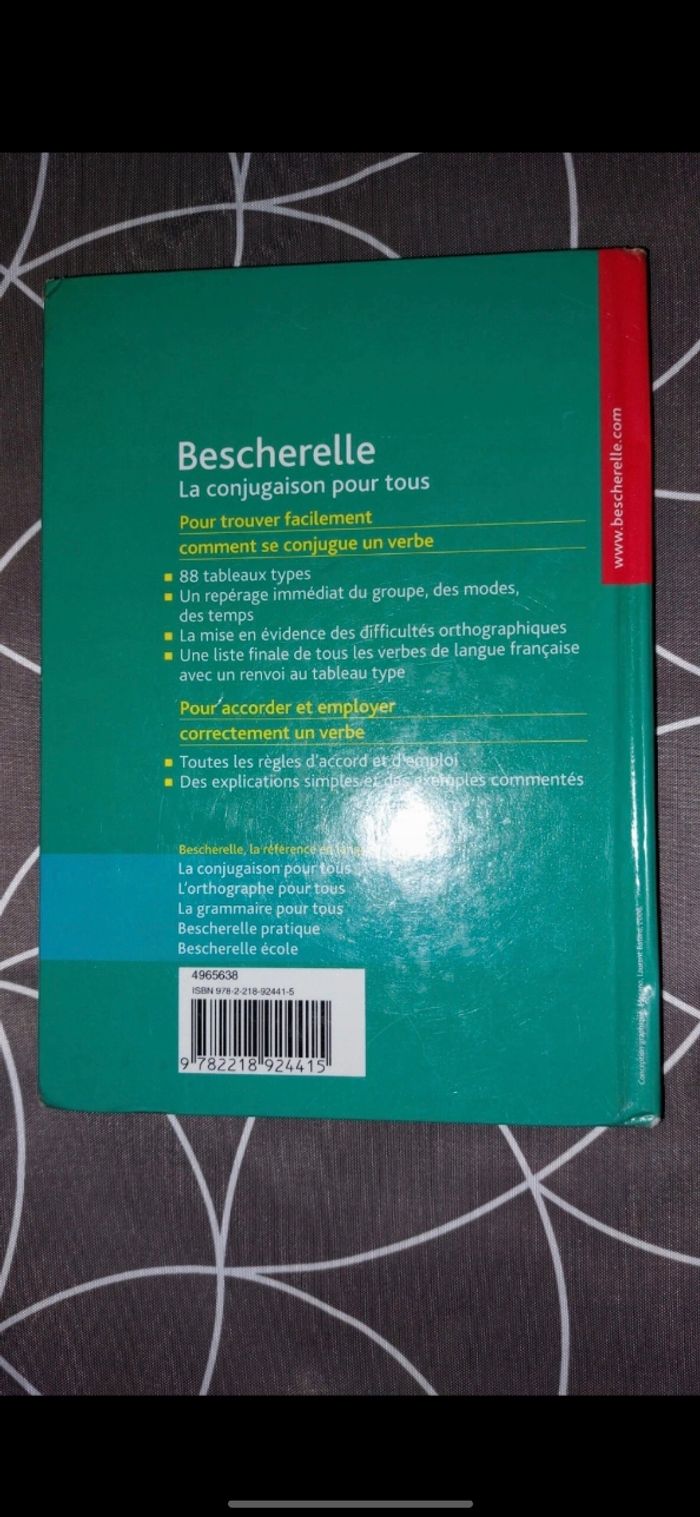 Bescherelle
La conjugaison pour tous
Pour trouver facilement
comment se conjugue un verbe
88 tableaux types
Un repérage immédiat du groupe, des modes,
des temps
La mise en évidence des difficultés orthographiques
Une liste finale de tous les verbes de langue française
avec un renvoi au tableau type
Pour accorder et employer
correctement un verbe
Toutes les règles d'accord et d'emploi
Des explications simples et des exemples commentés
Bescherelle, la référence en
La conjugaison pour tous
L'orthographe pour tous
La grammaire pour tous
Bescherelle pratique
Bescherelle école
4965638
ISBN 978-2-218-92441-5
9 782218 924415
www.bescherelle.com
Conception graphique Laurent